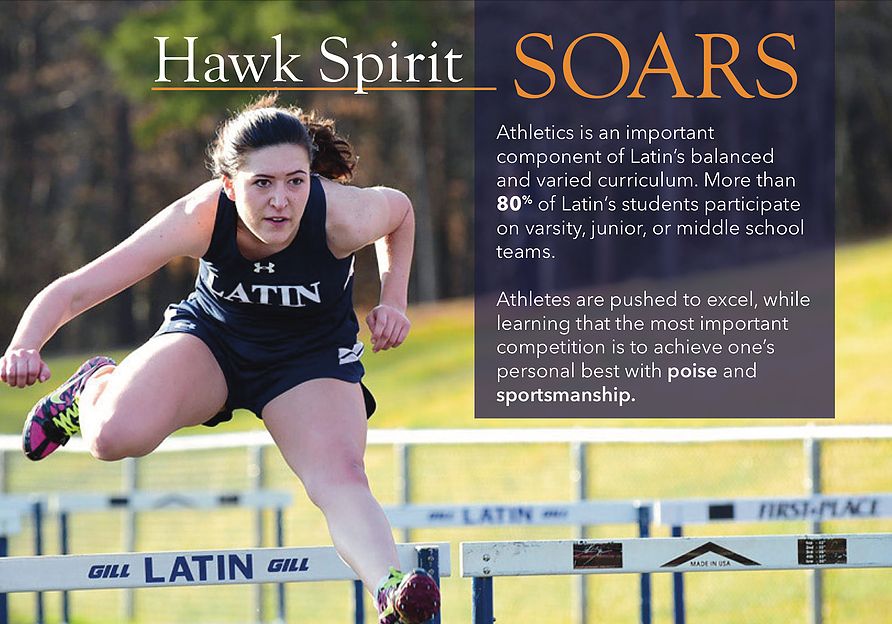 Hawk Spirit SOARS
Athletics is an important
component of Latin's balanced
and varied curriculum. More than
80% of Latin's students participate
on varsity, junior, or middle school
teams.
Athletes are pushed to excel, while
learning that the most important
competition is to achieve one's
personal best with poise and
sportsmanship.
LATIN
LATIN
FIRST-PLACE
GILL LATIN GILL
MADE IN USA